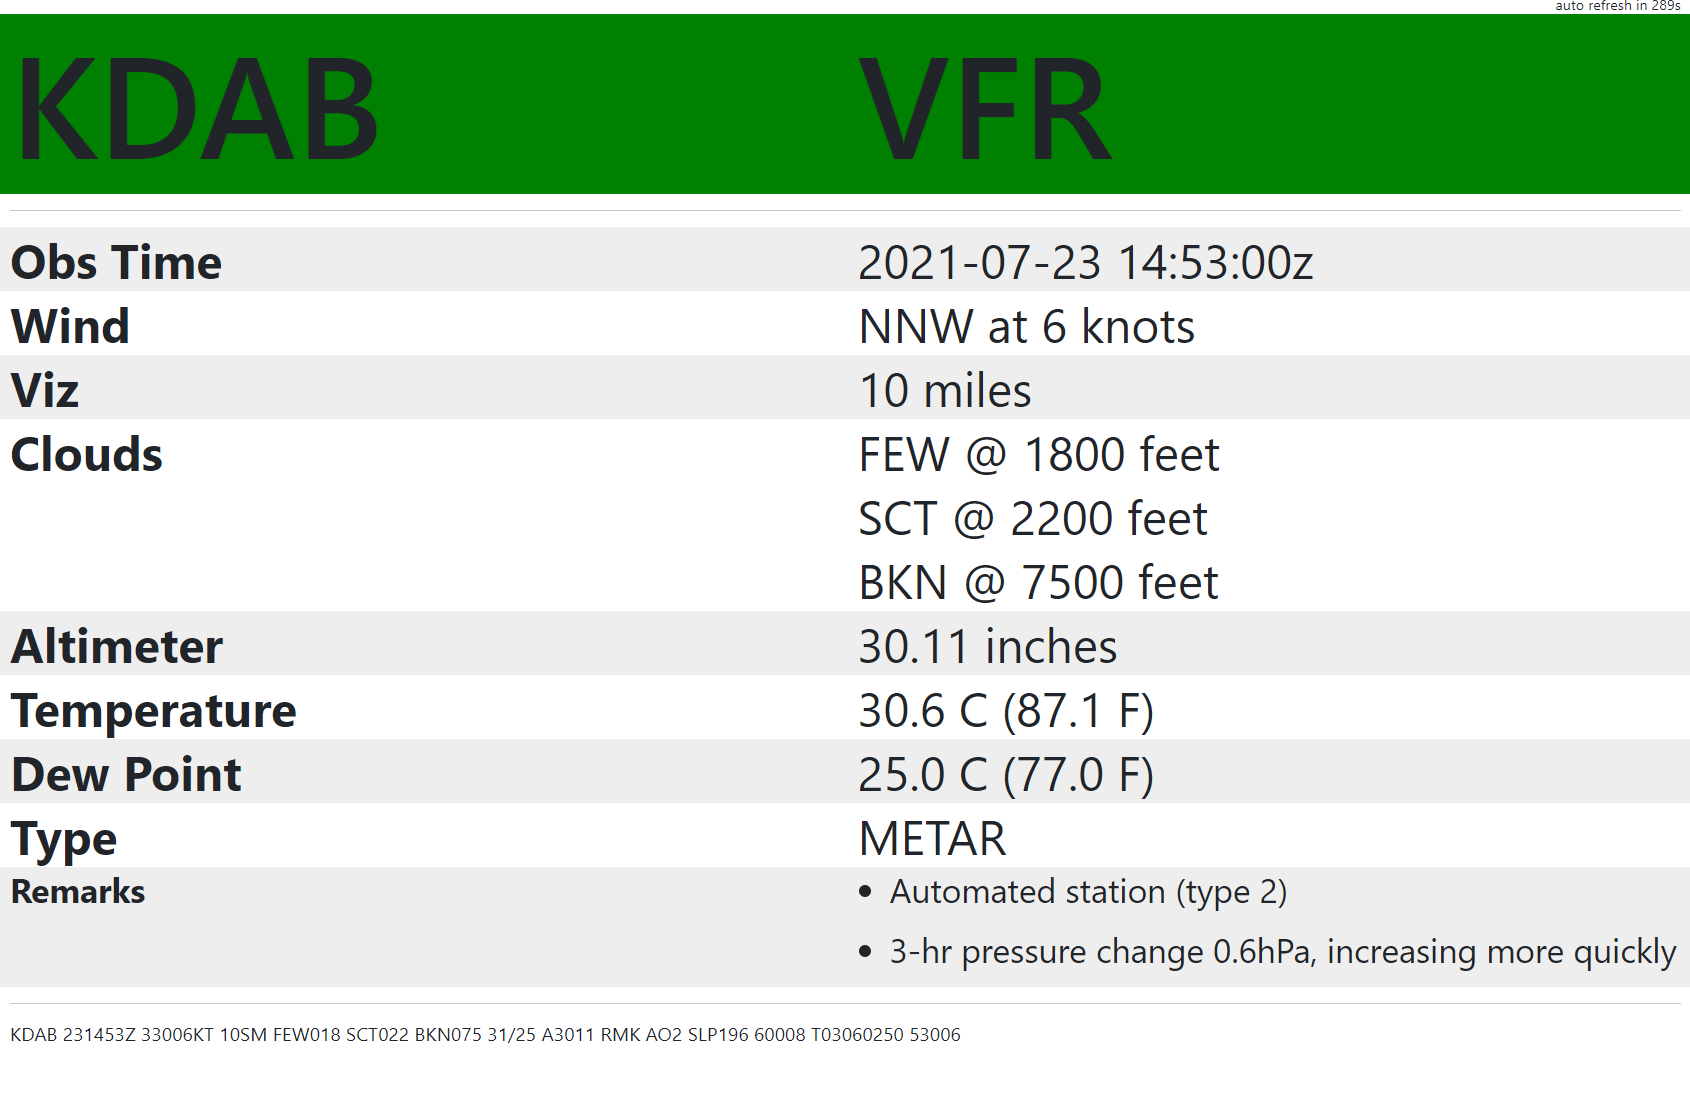 auto refresh in 289s
KDAB VFR
Obs Time 2021-07-23 14:53:00z
Wind NNW at 6 knots
Viz 10 miles
Clouds FEW @ 1800 feet
SCT @ 2200 feet
BKN @ 7500 feet
Altimeter 30.11 inches
Temperature 30.6 C (87.1 F)
Dew Point 25.0 C (77.0 F)
Type METAR
Remarks • Automated station (type 2)
• 3-hr pressure change 0.6hPa, increasing more quickly
KDAB 231453Z 33006KT 10SM FEW018 SCT022 BKN075 31/25 A3011 RMK AO2 SLP196 60008 T03060250 53006